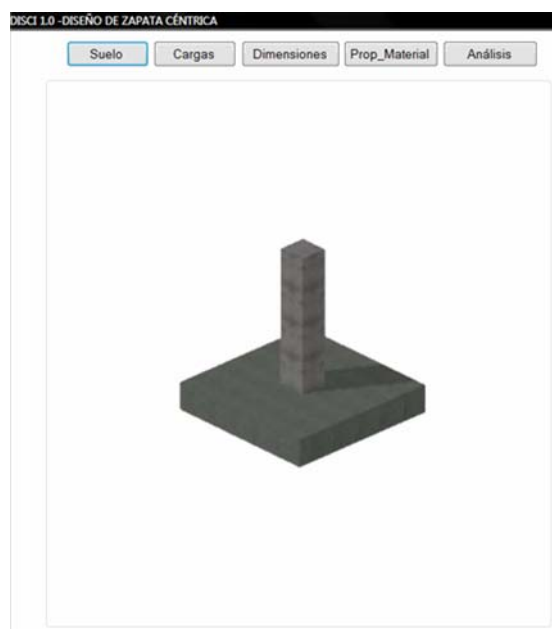 DISCI 1.0 -DISEÑO DE ZAPATA CÉNTRICA
Suelo Cargas Dimensiones Prop_Material Análisis